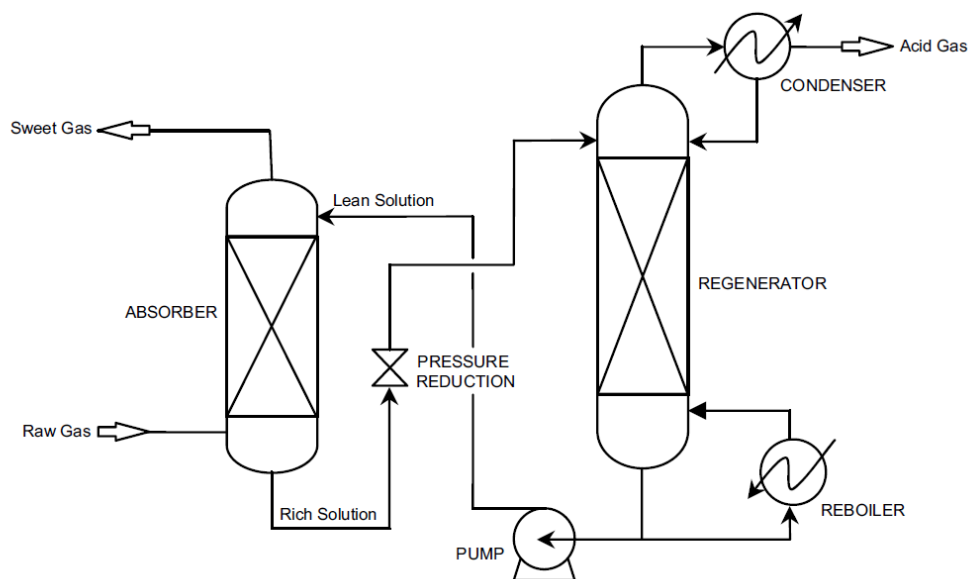 Acid Gas
CONDENSER
Sweet Gas
Lean Solution
REGENERATOR
ABSORBER
PRESSURE
REDUCTION
Raw Gas
Rich Solution
REBOILER
PUMP